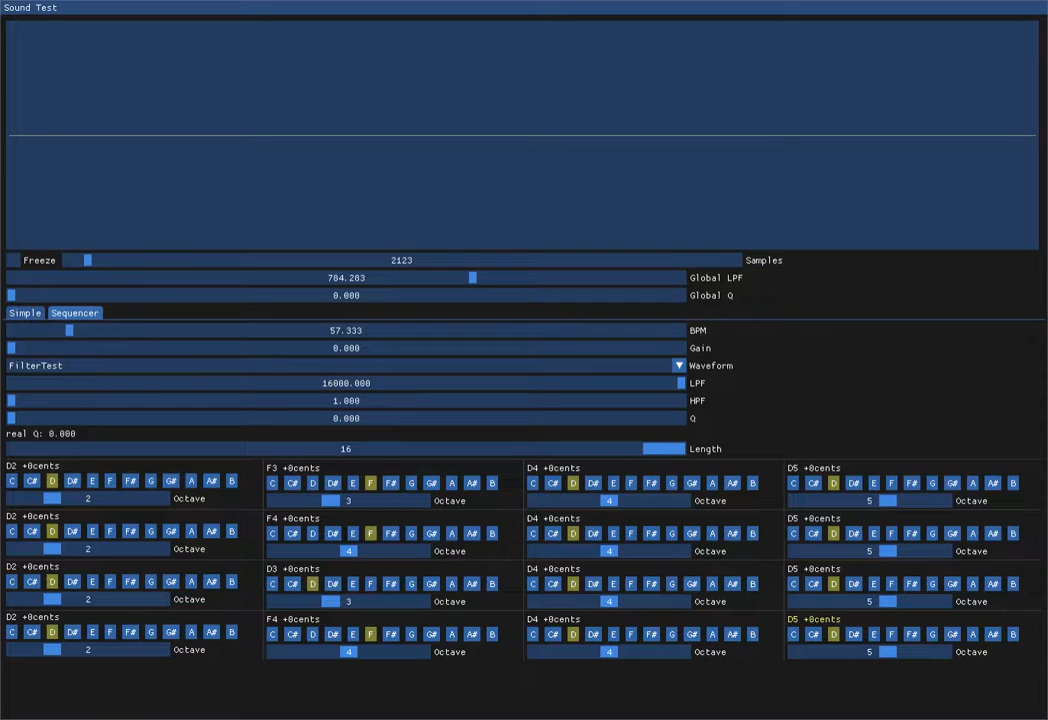 Sound Test
Freeze 2123 Samples
784.283 Global LPF
0.000 Global Q
Simple Sequencer
57.333 BPM
0.000 Gain
FilterTest Waveform
16000.000 LPF
1.000 HPF
0.000 Q
real Q: 0.000
16 Length
D2 +0cents F3 +0cents D4 +0cents D5 +0cents
C C# D D# E F F# G G# A A# B C C# D D# E F F# G G# A A# B C C# D D# E F F# G G# A A# B C C# D D# E F F# G G# A A# B
2 Octave 3 Octave 4 Octave 5 Octave
D2 +0cents F4 +0cents D4 +0cents D5 +0cents
C C# D D# E F F# G G# A A# B C C# D D# E F F# G G# A A# B C C# D D# E F F# G G# A A# B C C# D D# E F F# G G# A A# B
2 Octave 4 Octave 4 Octave 5 Octave
D2 +0cents D3 +0cents D4 +0cents D5 +0cents
C C# D D# E F F# G G# A A# B C C# D D# E F F# G G# A A# B C C# D D# E F F# G G# A A# B C C# D D# E F F# G G# A A# B
2 Octave 3 Octave 4 Octave 5 Octave
D2 +0cents F4 +0cents D4 +0cents D5 +0cents
C C# D D# E F F# G G# A A# B C C# D D# E F F# G G# A A# B C C# D D# E F F# G G# A A# B C C# D D# E F F# G G# A A# B
2 Octave 4 Octave 4 Octave 5 Octave